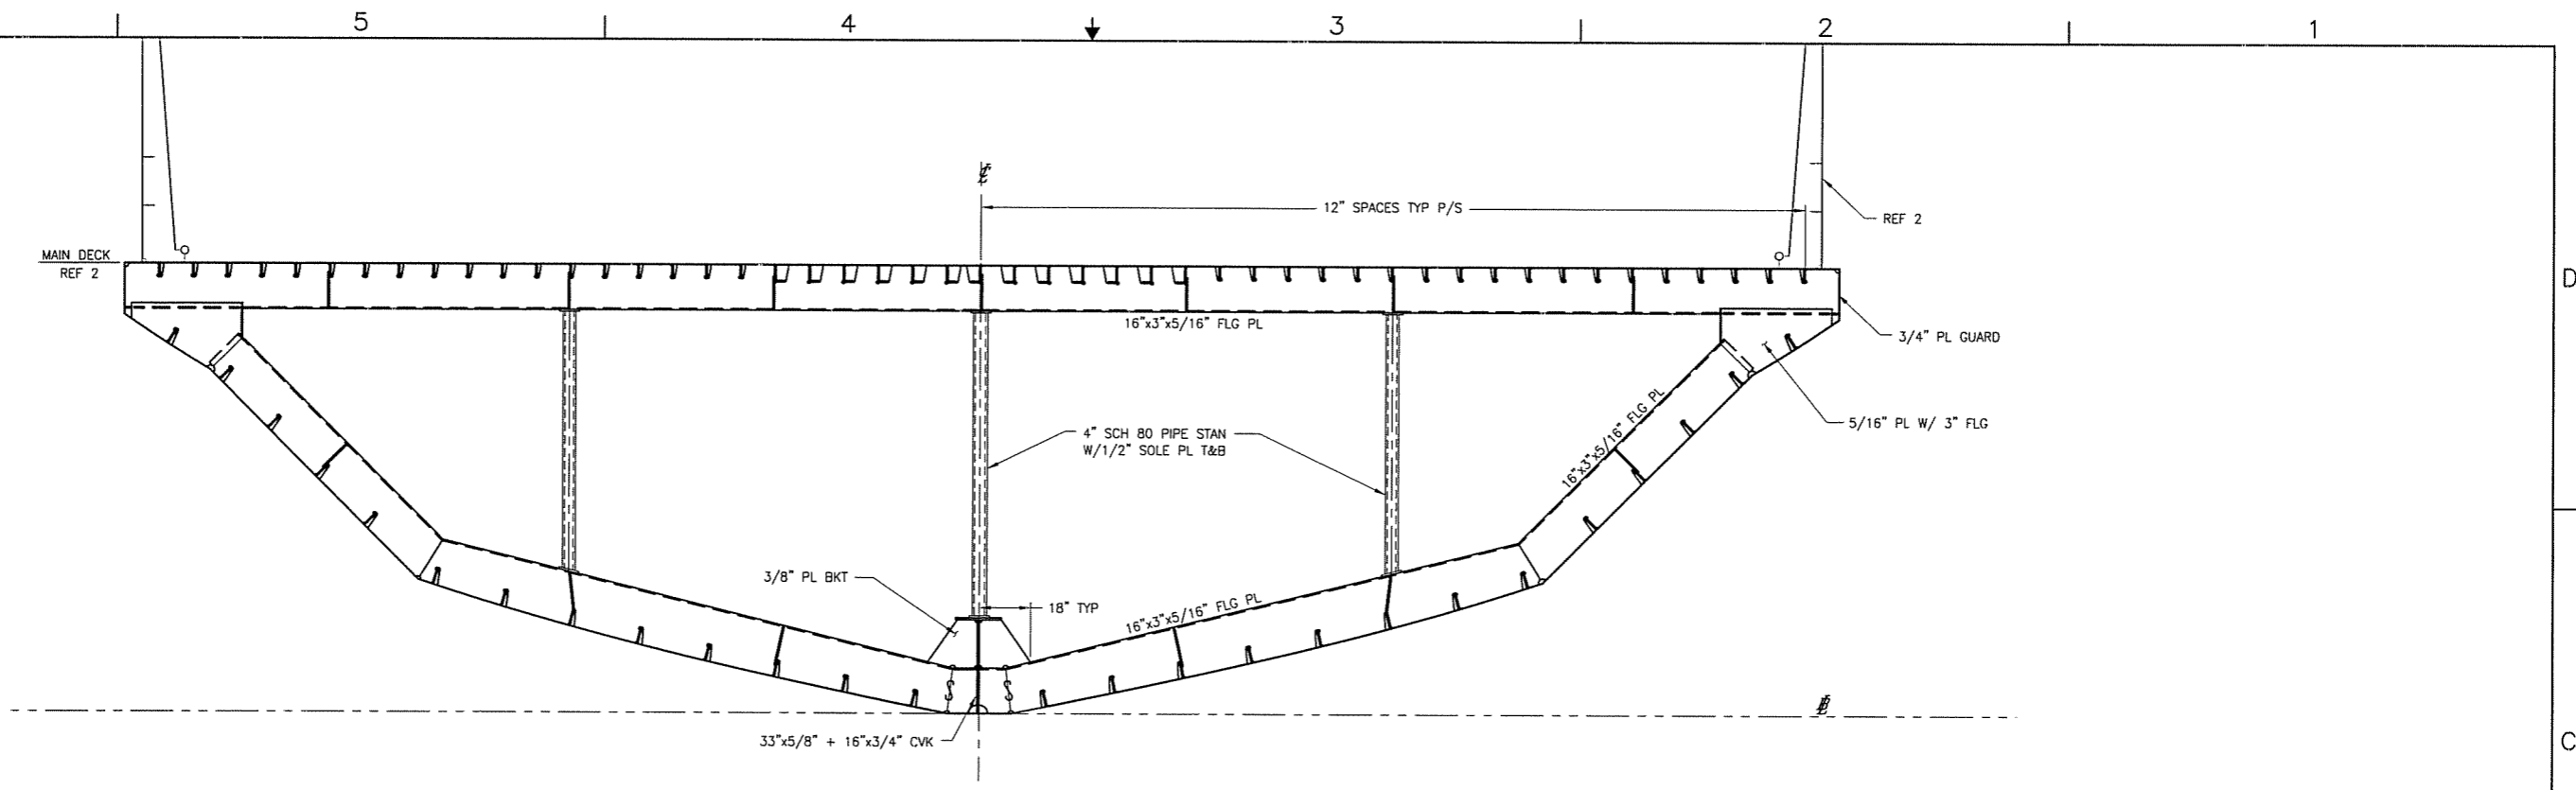 5 4 3 2 1
℄
12" SPACES TYP P/S
REF 2
MAIN DECK
REF 2
D
16"x3"x5/16" FLG PL
3/4" PL GUARD
16"x3"x5/16" FLG PL
5/16" PL W/ 3" FLG
4" SCH 80 PIPE STAN
W/1/2" SOLE PL T&B
3/8" PL BKT
18" TYP
16"x3"x5/16" FLG PL
33"x5/8" + 16"x3/4" CVK
C